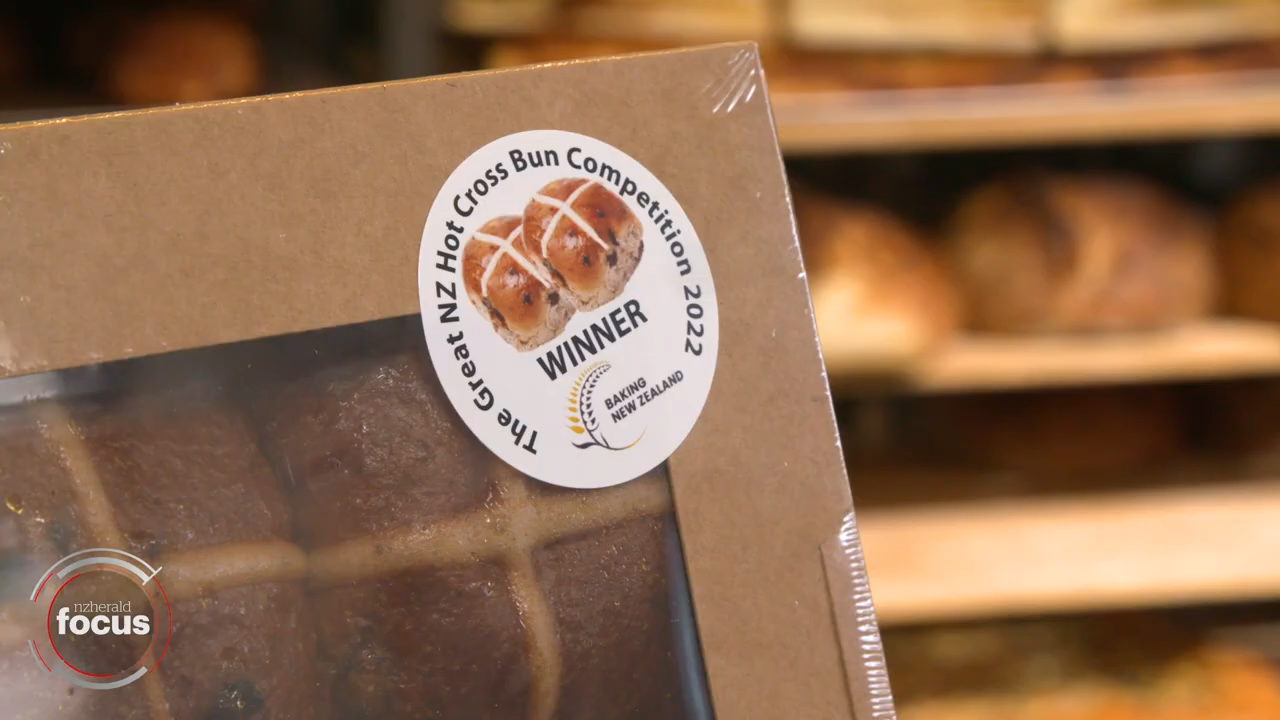 The Great NZ Hot Cross Bun Competition 2022
WINNER
BAKING
NEW ZEALAND
nzherald
focus